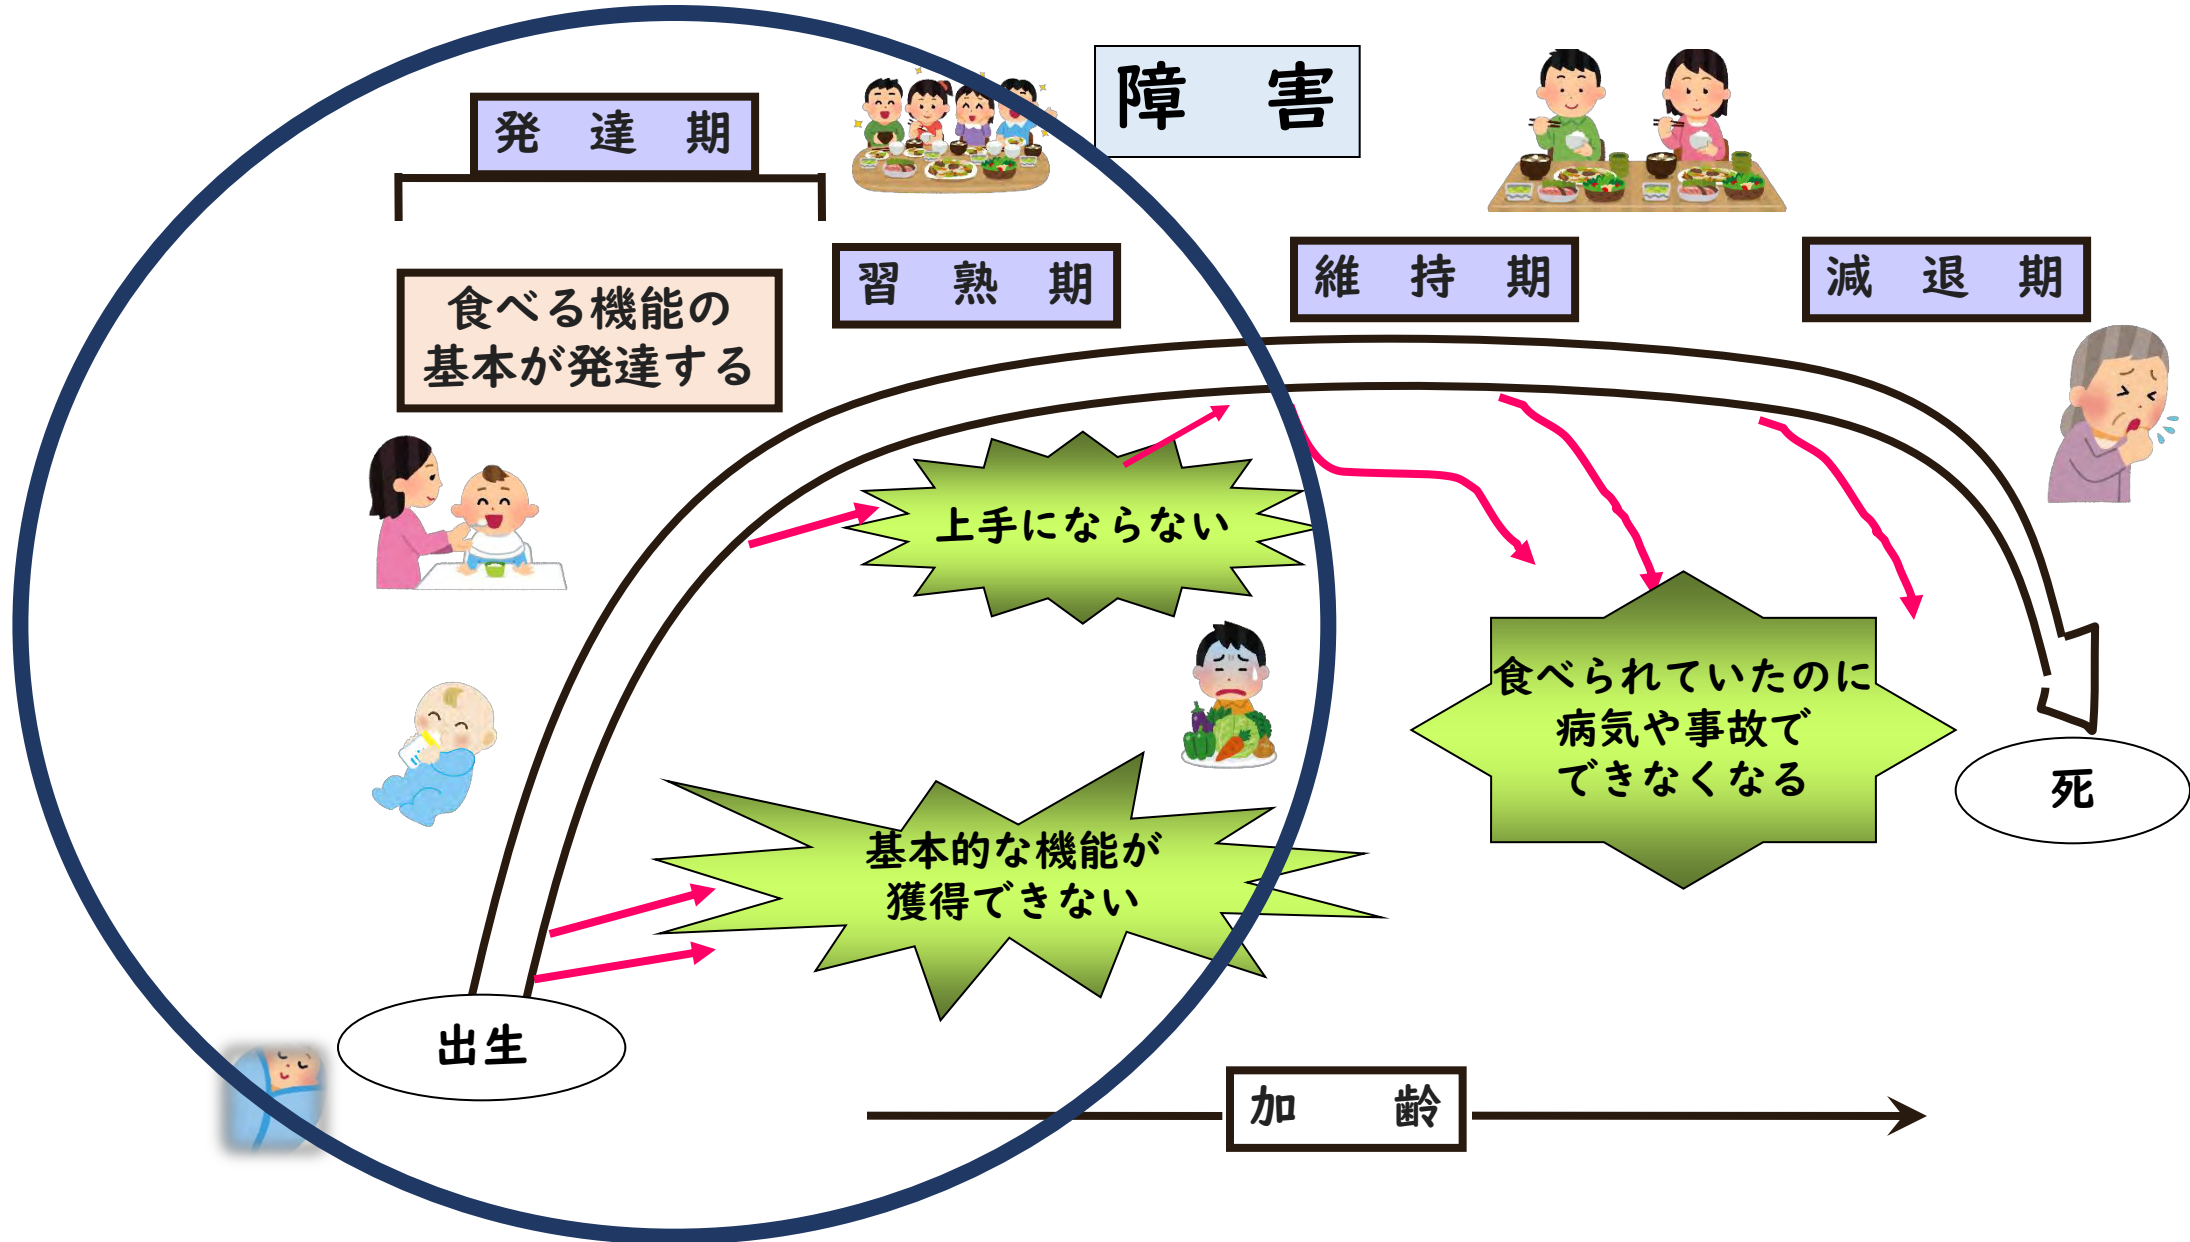 障　害
発　達　期
習　熟　期
維　持　期
減　退　期
食べる機能の
基本が発達する
上手にならない
食べられていたのに
病気や事故で
できなくなる
基本的な機能が
獲得できない
死
出生
加　　齢